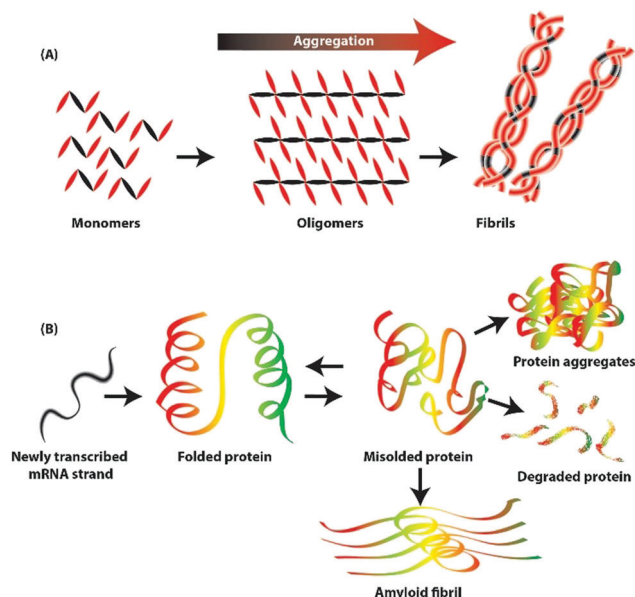 Aggregation
(A)
Monomers
Oligomers
Fibrils
(B)
Protein aggregates
Newly transcribed
mRNA strand
Folded protein
Misolded protein
Degraded protein
Amyloid fibril